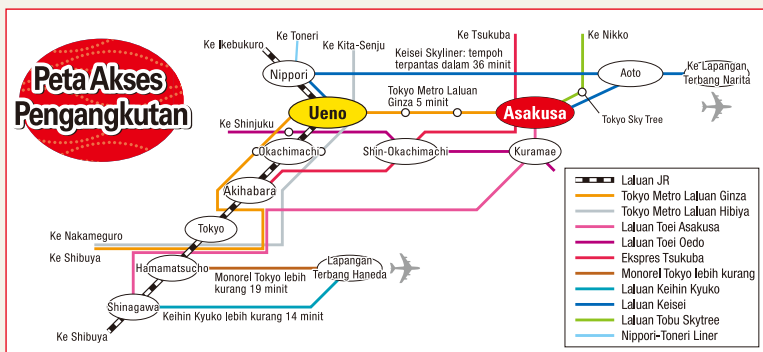 Peta Akses
Pengangkutan
Ke Ikebukuro
Ke Toneri
Ke Kita-Senju
Ke Tsukuba
Ke Nikko
Keisei Skyliner: tempoh
terpantas dalam 36 minit
Nippori
Aoto
Ke Lapangan
Terbang Narita
Ueno
Tokyo Metro Laluan
Ginza 5 minit
Asakusa
Tokyo Sky Tree
Ke Shinjuku
Okachimachi
Shin-Okachimachi
Kuramae
Akihabara
Tokyo
Ke Nakameguro
Ke Shibuya
Hamamatsucho
Monorel Tokyo lebih
kurang 19 minit
Lapangan
Terbang Haneda
Shinagawa
Keihin Kyuko lebih kurang 14 minit
Ke Shibuya
Laluan JR
Tokyo Metro Laluan Ginza
Tokyo Metro Laluan Hibiya
Laluan Toei Asakusa
Laluan Toei Oedo
Ekspres Tsukuba
Monorel Tokyo lebih kurang
Laluan Keihin Kyuko
Laluan Keisei
Laluan Tobu Skytree
Nippori-Toneri Liner